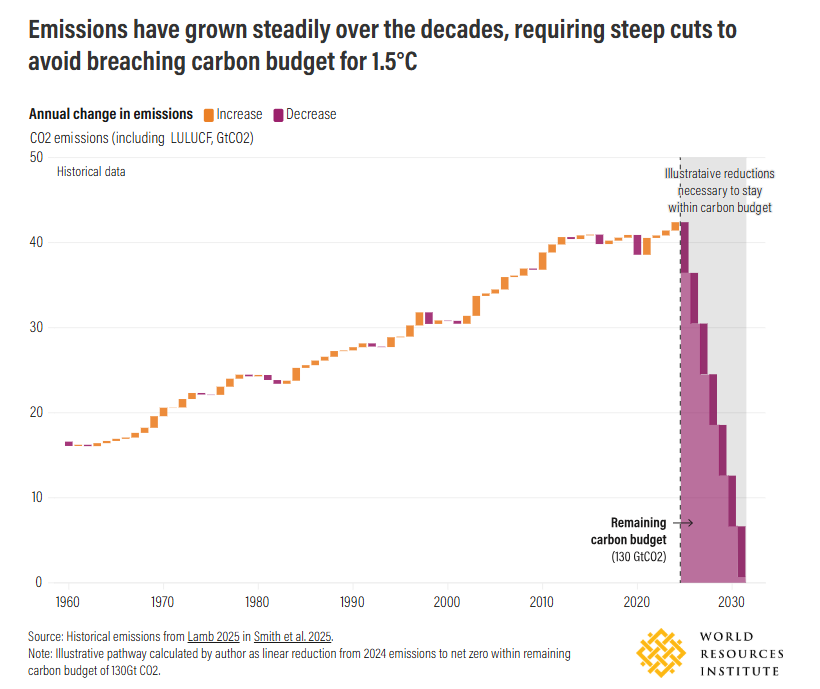 Emissions have grown steadily over the decades, requiring steep cuts to
avoid breaching carbon budget for 1.5°C
Annual change in emissions Increase Decrease
CO2 emissions (including LULUCF, GtCO2)
50
Historical data
Illustrataive reductions
necessary to stay
within carbon budget
40
30
20
10
Remaining
carbon budget
(130 GtCO2)
0
1960 1970 1980 1990 2000 2010 2020 2030
Source: Historical emissions from Lamb 2025 in Smith et al. 2025.
Note: Illustrative pathway calculated by author as linear reduction from 2024 emissions to net zero within remaining
carbon budget of 130Gt CO2.
WORLD
RESOURCES
INSTITUTE